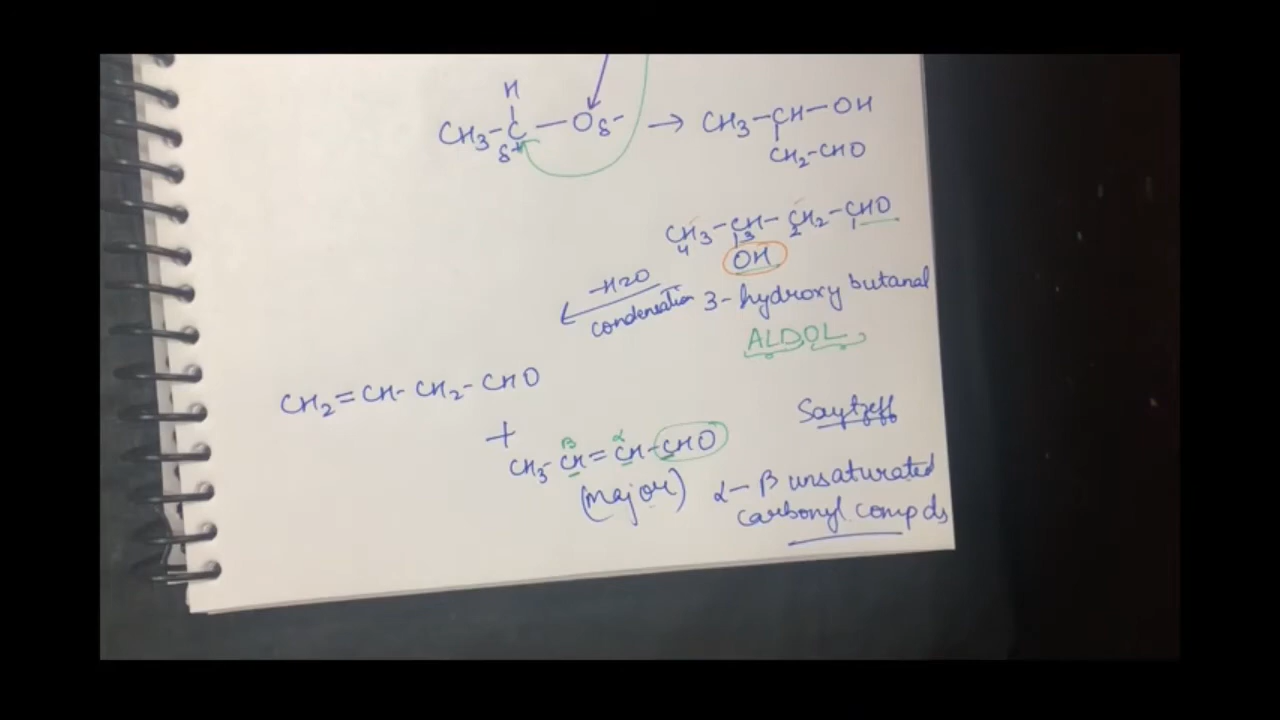 H
CH3-C-Oδ- → CH3-CH-OH
δ+
CH2-CHO
CH3-CH-CH2-CHO
4 3 2 1
OH
-H2O
condensation
3-hydroxy butanal
ALDOL
CH2=CH-CH2-CHO
+
Saytzeff
β α
CH3-CH=CH-CHO
(major)
α-β unsaturated
carbonyl compds